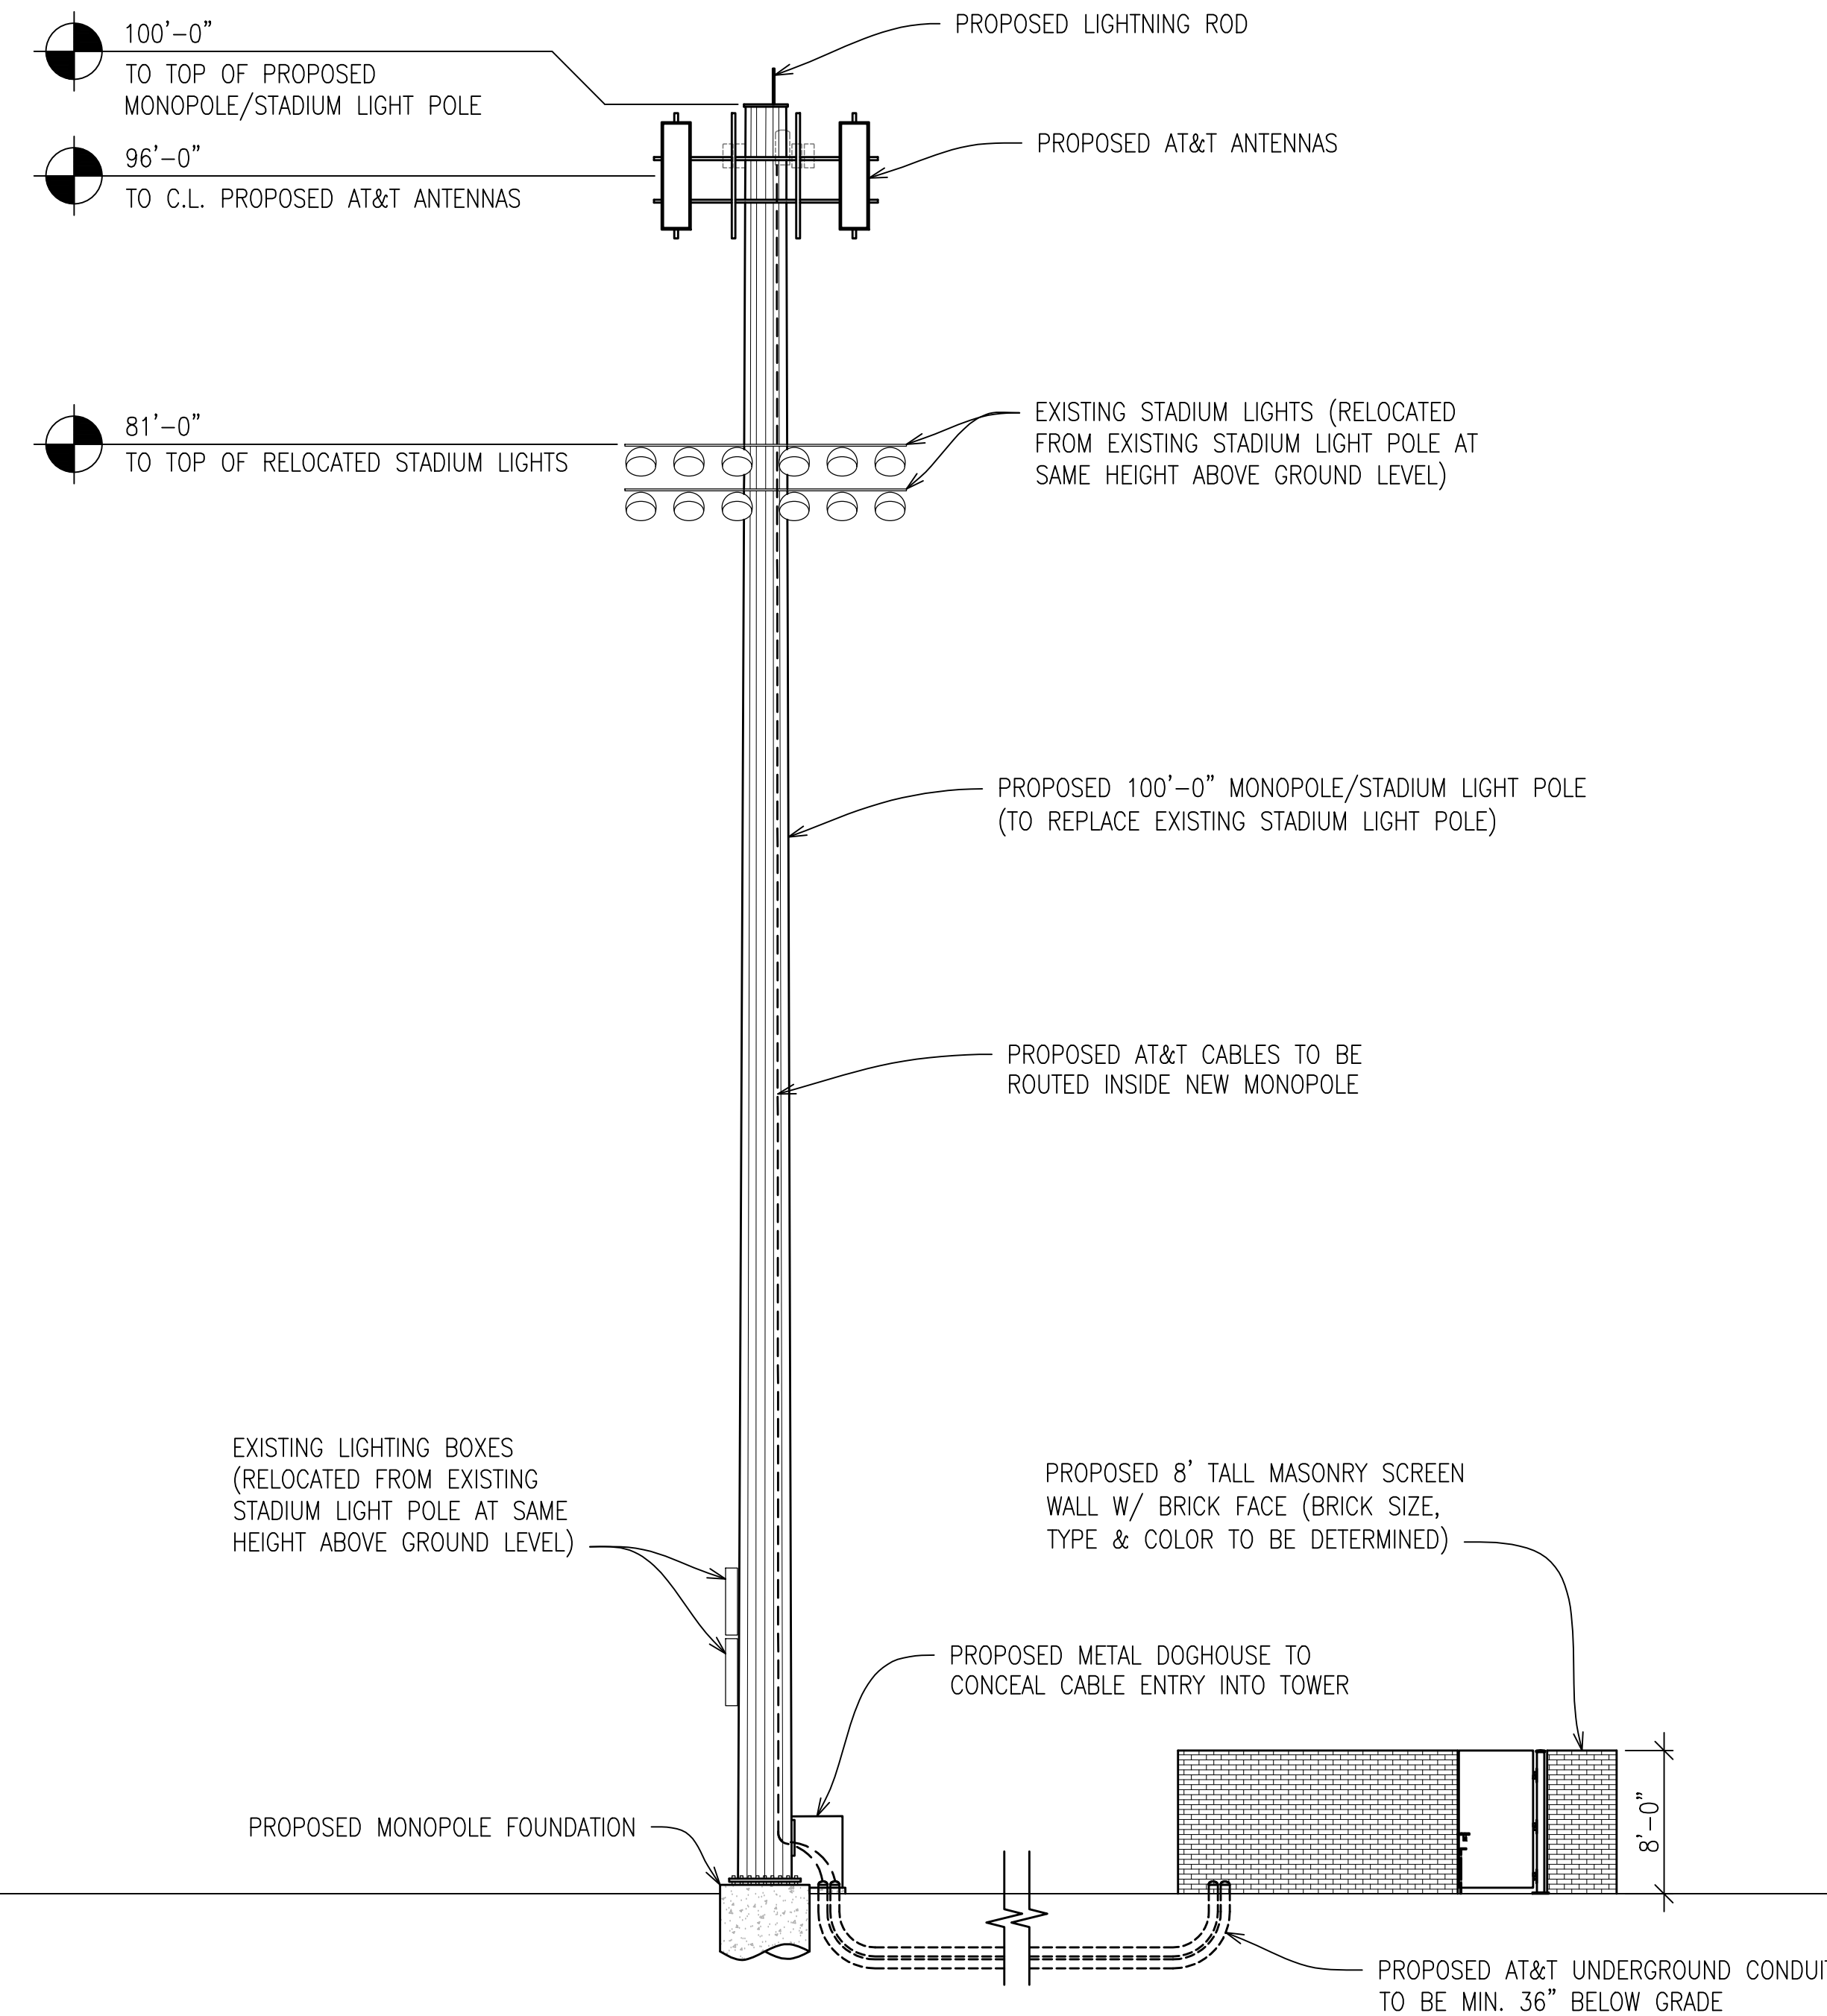 100'-0"
TO TOP OF PROPOSED
MONOPOLE/STADIUM LIGHT POLE
PROPOSED LIGHTNING ROD
96'-0"
TO C.L. PROPOSED AT&T ANTENNAS
PROPOSED AT&T ANTENNAS
81'-0"
TO TOP OF RELOCATED STADIUM LIGHTS
EXISTING STADIUM LIGHTS (RELOCATED
FROM EXISTING STADIUM LIGHT POLE AT
SAME HEIGHT ABOVE GROUND LEVEL)
PROPOSED 100'-0" MONOPOLE/STADIUM LIGHT POLE
(TO REPLACE EXISTING STADIUM LIGHT POLE)
PROPOSED AT&T CABLES TO BE
ROUTED INSIDE NEW MONOPOLE
EXISTING LIGHTING BOXES
(RELOCATED FROM EXISTING
STADIUM LIGHT POLE AT SAME
HEIGHT ABOVE GROUND LEVEL)
PROPOSED 8' TALL MASONRY SCREEN
WALL W/ BRICK FACE (BRICK SIZE,
TYPE & COLOR TO BE DETERMINED)
PROPOSED METAL DOGHOUSE TO
CONCEAL CABLE ENTRY INTO TOWER
PROPOSED MONOPOLE FOUNDATION
8'-0"
PROPOSED AT&T UNDERGROUND CONDUIT
TO BE MIN. 36" BELOW GRADE